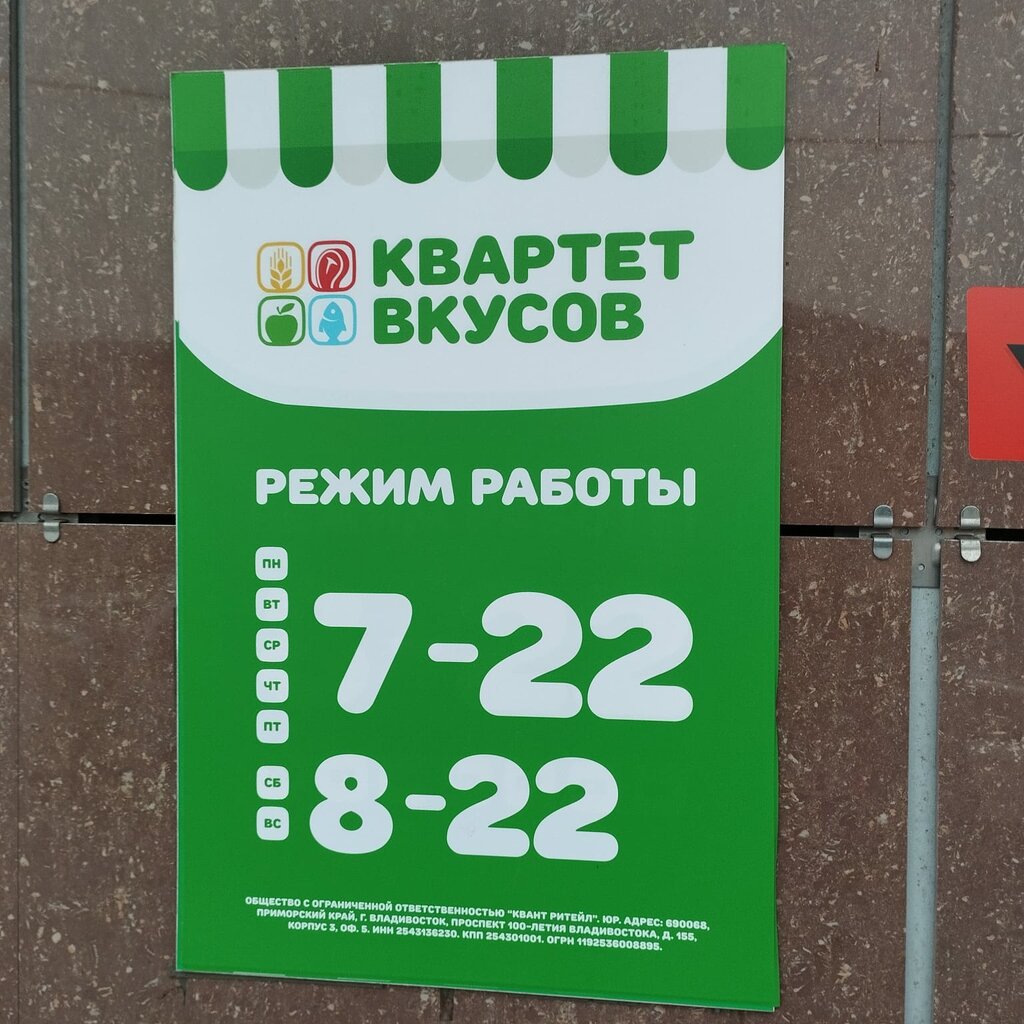 КВАРТЕТ
ВКУСОВ
РЕЖИМ РАБОТЫ
ПН
ВТ
СР
ЧТ
ПТ
7-22
СБ
ВС
8-22
ОБЩЕСТВО С ОГРАНИЧЕННОЙ ОТВЕТСТВЕННОСТЬЮ "КВАНТ РИТЕЙЛ". ЮР. АДРЕС: 690068,
ПРИМОРСКИЙ КРАЙ, Г. ВЛАДИВОСТОК, ПРОСПЕКТ 100-ЛЕТИЯ ВЛАДИВОСТОКА, Д. 155,
КОРПУС 3, ОФ. 5. ИНН 2543136230. КПП 254301001. ОГРН 1192536008895.